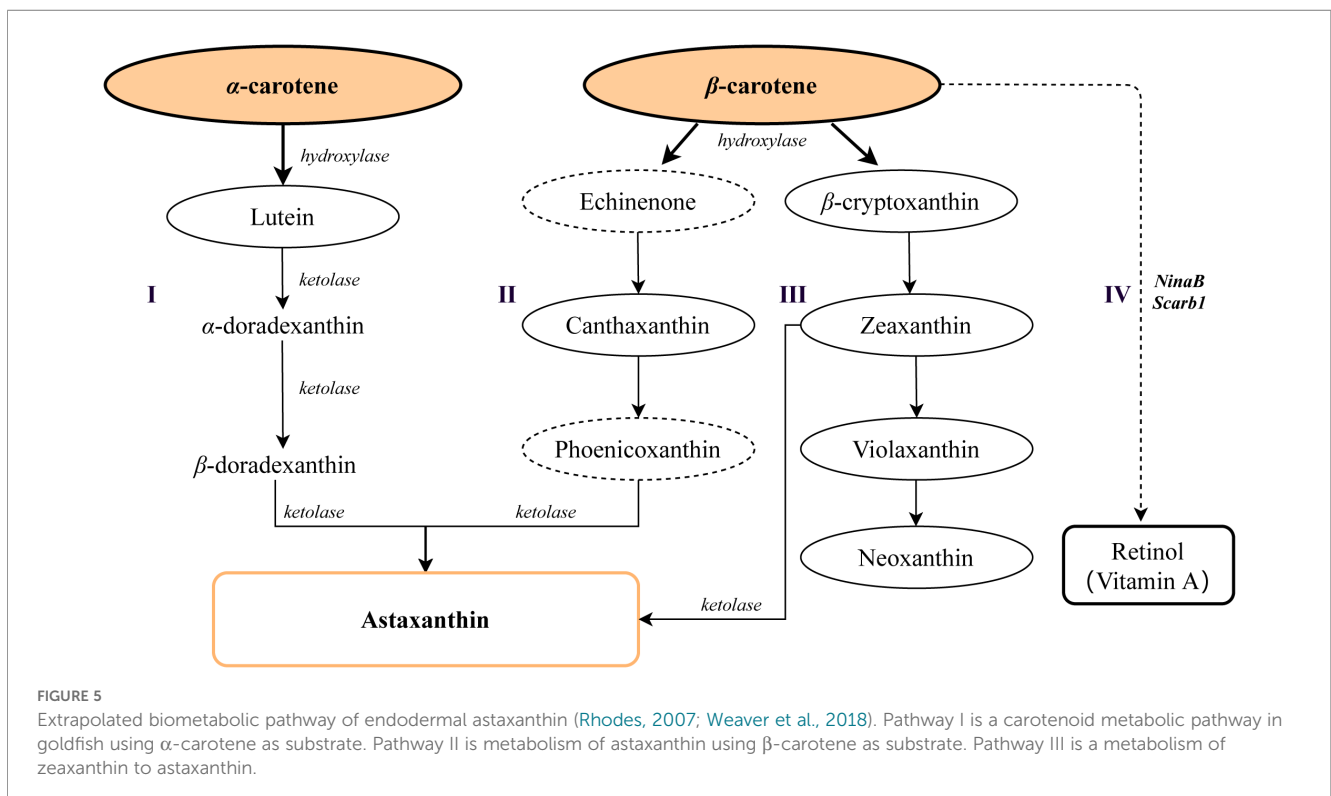 α-carotene
β-carotene
hydroxylase
hydroxylase
Lutein
Echinenone
β-cryptoxanthin
ketolase
I
II
III
IV
NinaB
Scarb1
α-doradexanthin
Canthaxanthin
Zeaxanthin
ketolase
β-doradexanthin
Phoenicoxanthin
Violaxanthin
ketolase
ketolase
Neoxanthin
Retinol
(Vitamin A)
Astaxanthin
ketolase
FIGURE 5
Extrapolated biometabolic pathway of endodermal astaxanthin (Rhodes, 2007; Weaver et al., 2018). Pathway I is a carotenoid metabolic pathway in
goldfish using α-carotene as substrate. Pathway II is metabolism of astaxanthin using β-carotene as substrate. Pathway III is a metabolism of
zeaxanthin to astaxanthin.